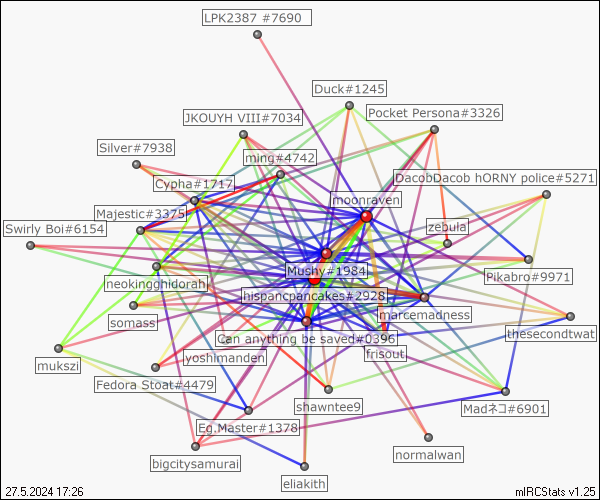 LPK2387 #7690
Duck#1245
Pocket Persona#3326
JKOUYH VIII#7034
Silver#7938
ming#4742
Cypha#1717
DacobDacob hORNY police#5271
moonraven
Majestic#3375
Swirly Boi#6154
zebula
Mushy#1984
Pikabro#9971
neokingghidorah
hispancpancakes#2928
somass
marcemadness
Can anything be saved#0396
thesecondtwat
yoshimanden
frisout
mukszi
Fedora Stoat#4479
shawntee9
Madネコ#6901
Eg.Master#1378
normalwan
bigcitysamurai
eliakith
27.5.2024 17:26
mIRCStats v1.25